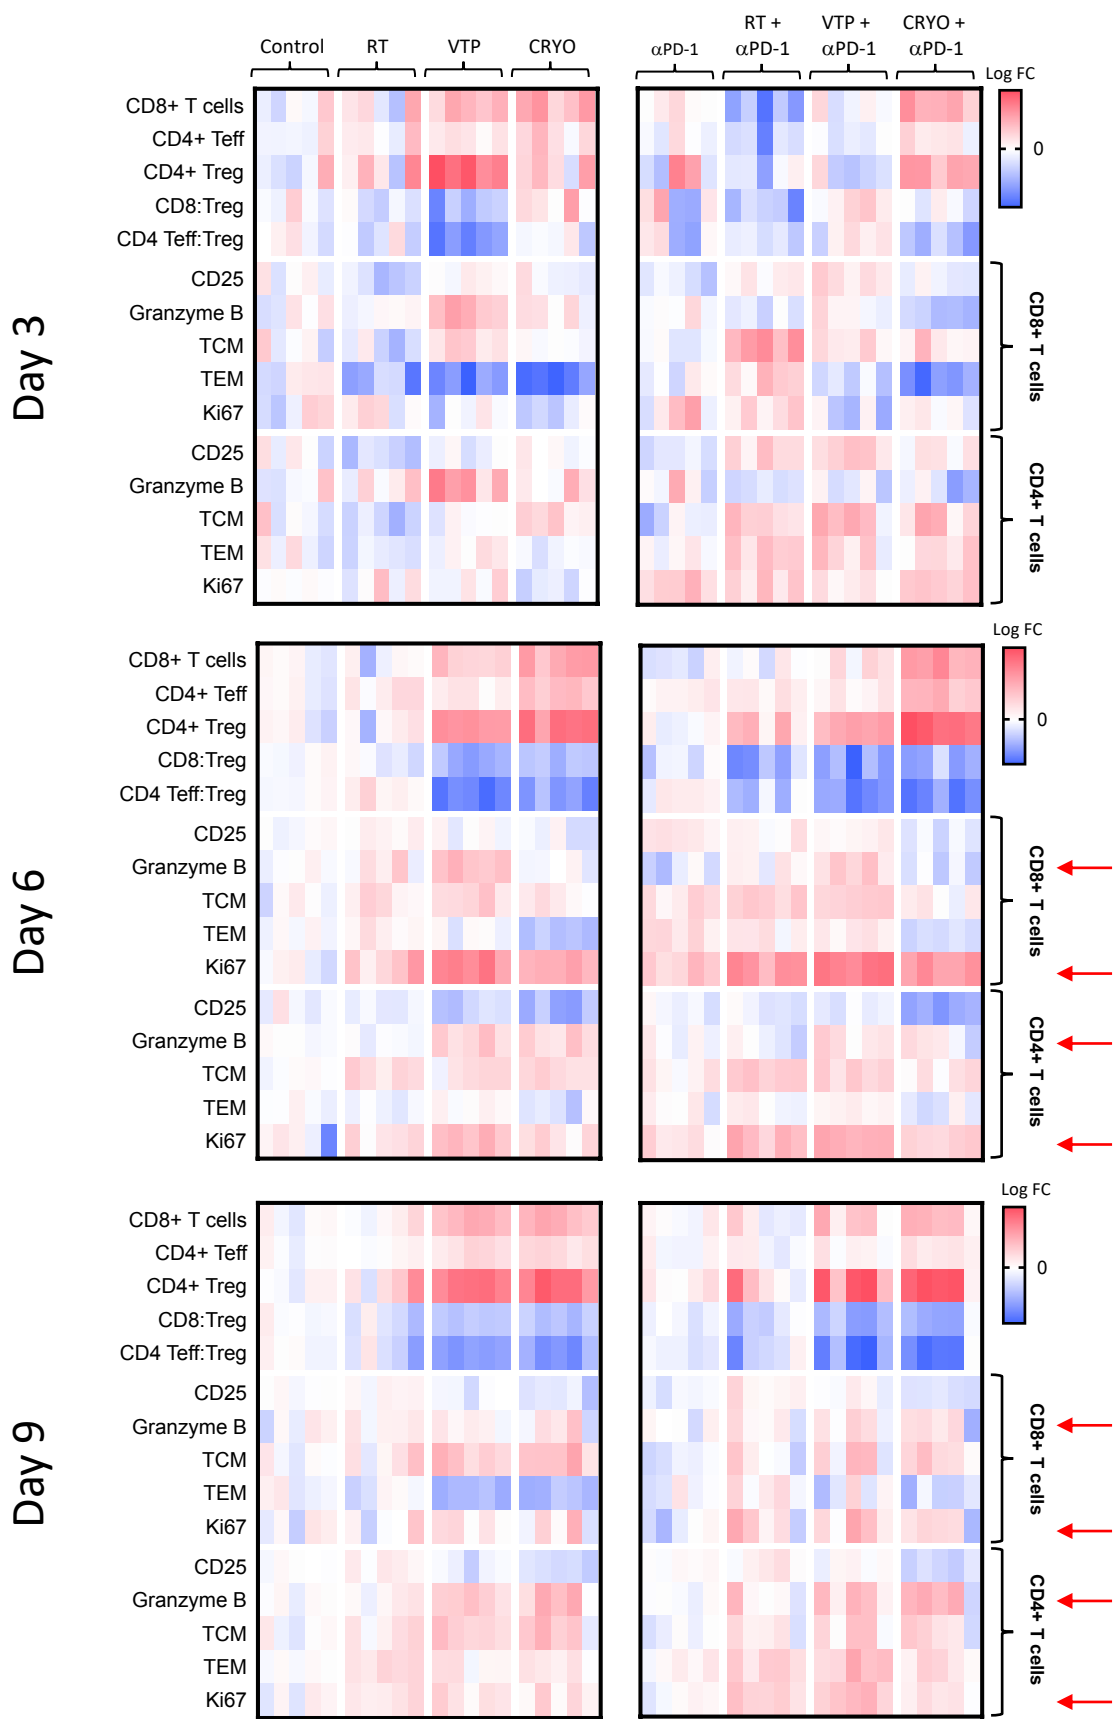 Control RT VTP CRYO αPD-1 RT + αPD-1 VTP + αPD-1 CRYO + αPD-1
Log FC
0
Day 3
CD8+ T cells
CD4+ Teff
CD4+ Treg
CD8:Treg
CD4 Teff:Treg
CD25
Granzyme B
TCM
TEM
Ki67
CD25
Granzyme B
TCM
TEM
Ki67
CD8+ T cells
CD4+ T cells
Log FC
0
Day 6
CD8+ T cells
CD4+ Teff
CD4+ Treg
CD8:Treg
CD4 Teff:Treg
CD25
Granzyme B
TCM
TEM
Ki67
CD25
Granzyme B
TCM
TEM
Ki67
CD8+ T cells
CD4+ T cells
Log FC
0
Day 9
CD8+ T cells
CD4+ Teff
CD4+ Treg
CD8:Treg
CD4 Teff:Treg
CD25
Granzyme B
TCM
TEM
Ki67
CD25
Granzyme B
TCM
TEM
Ki67
CD8+ T cells
CD4+ T cells